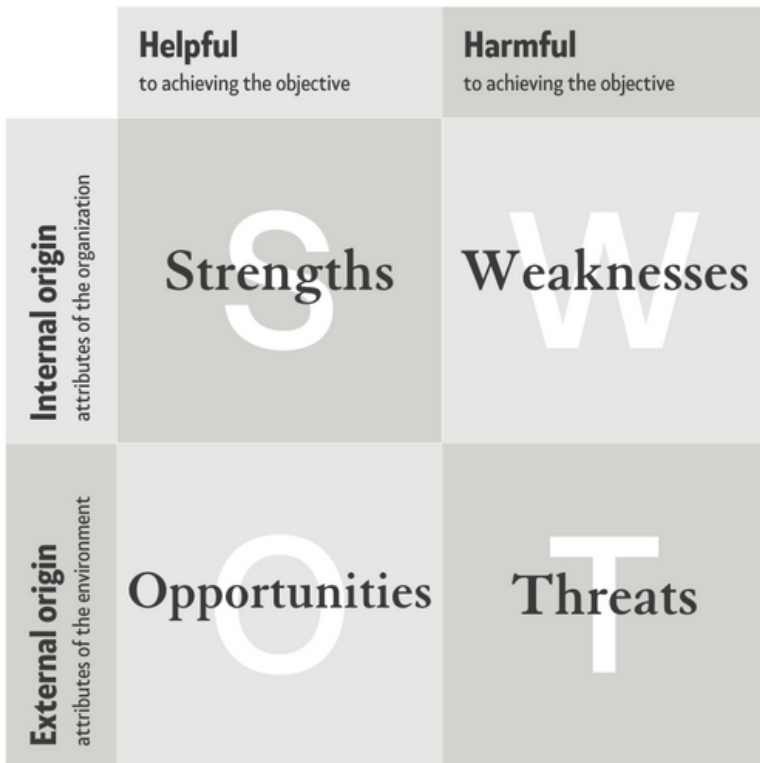 Helpful
to achieving the objective
Harmful
to achieving the objective
Internal origin
attributes of the organization
S
Strengths
W
Weaknesses
External origin
attributes of the environment
O
Opportunities
T
Threats